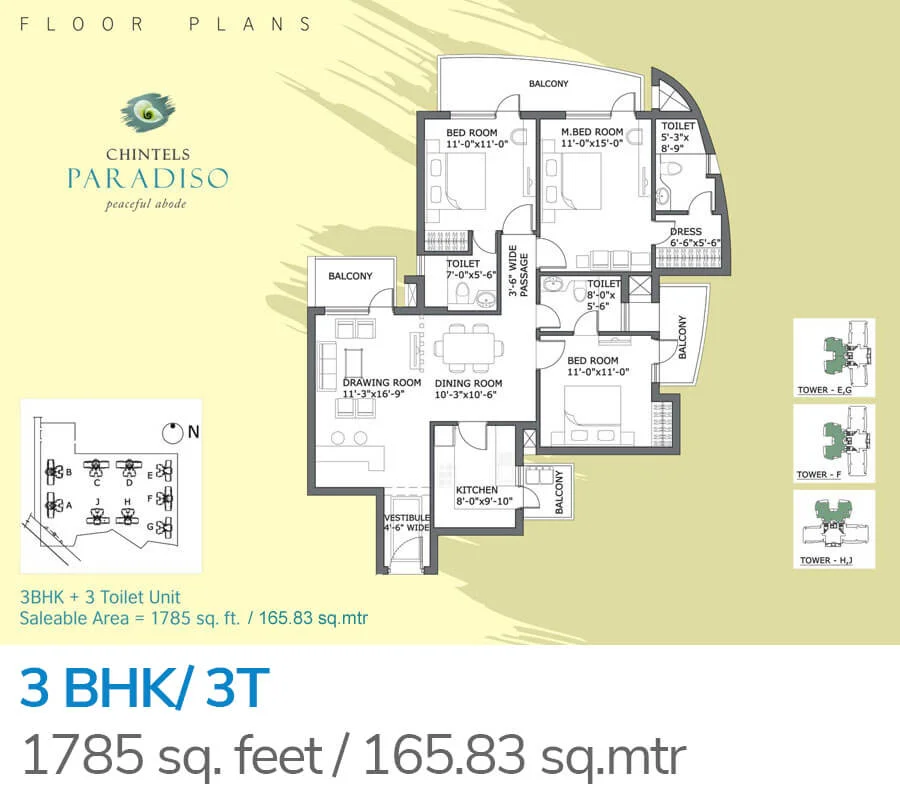 FLOOR PLANS
CHINTELS
PARADISO
peaceful abode
BALCONY
BED ROOM
11'-0"x11'-0"
M.BED ROOM
11'-0"x15'-0"
TOILET
5'-3"x
8'-9"
DRESS
6'-6"x5'-6"
BALCONY
TOILET
7'-0"x5'-6"
3'-6" WIDE
PASSAGE
TOILET
8'-0"x
5'-6"
BALCONY
DRAWING ROOM
11'-3"x16'-9"
DINING ROOM
10'-3"x10'-6"
BED ROOM
11'-0"x11'-0"
KITCHEN
8'-0"x9'-10"
BALCONY
VESTIBULE
4'-6" WIDE
TOWER - E,G
TOWER - F
TOWER - H,J
N
B
C
D
E
A
J
H
F
G
3BHK + 3 Toilet Unit
Saleable Area = 1785 sq. ft. / 165.83 sq.mtr
3 BHK/ 3T
1785 sq. feet / 165.83 sq.mtr